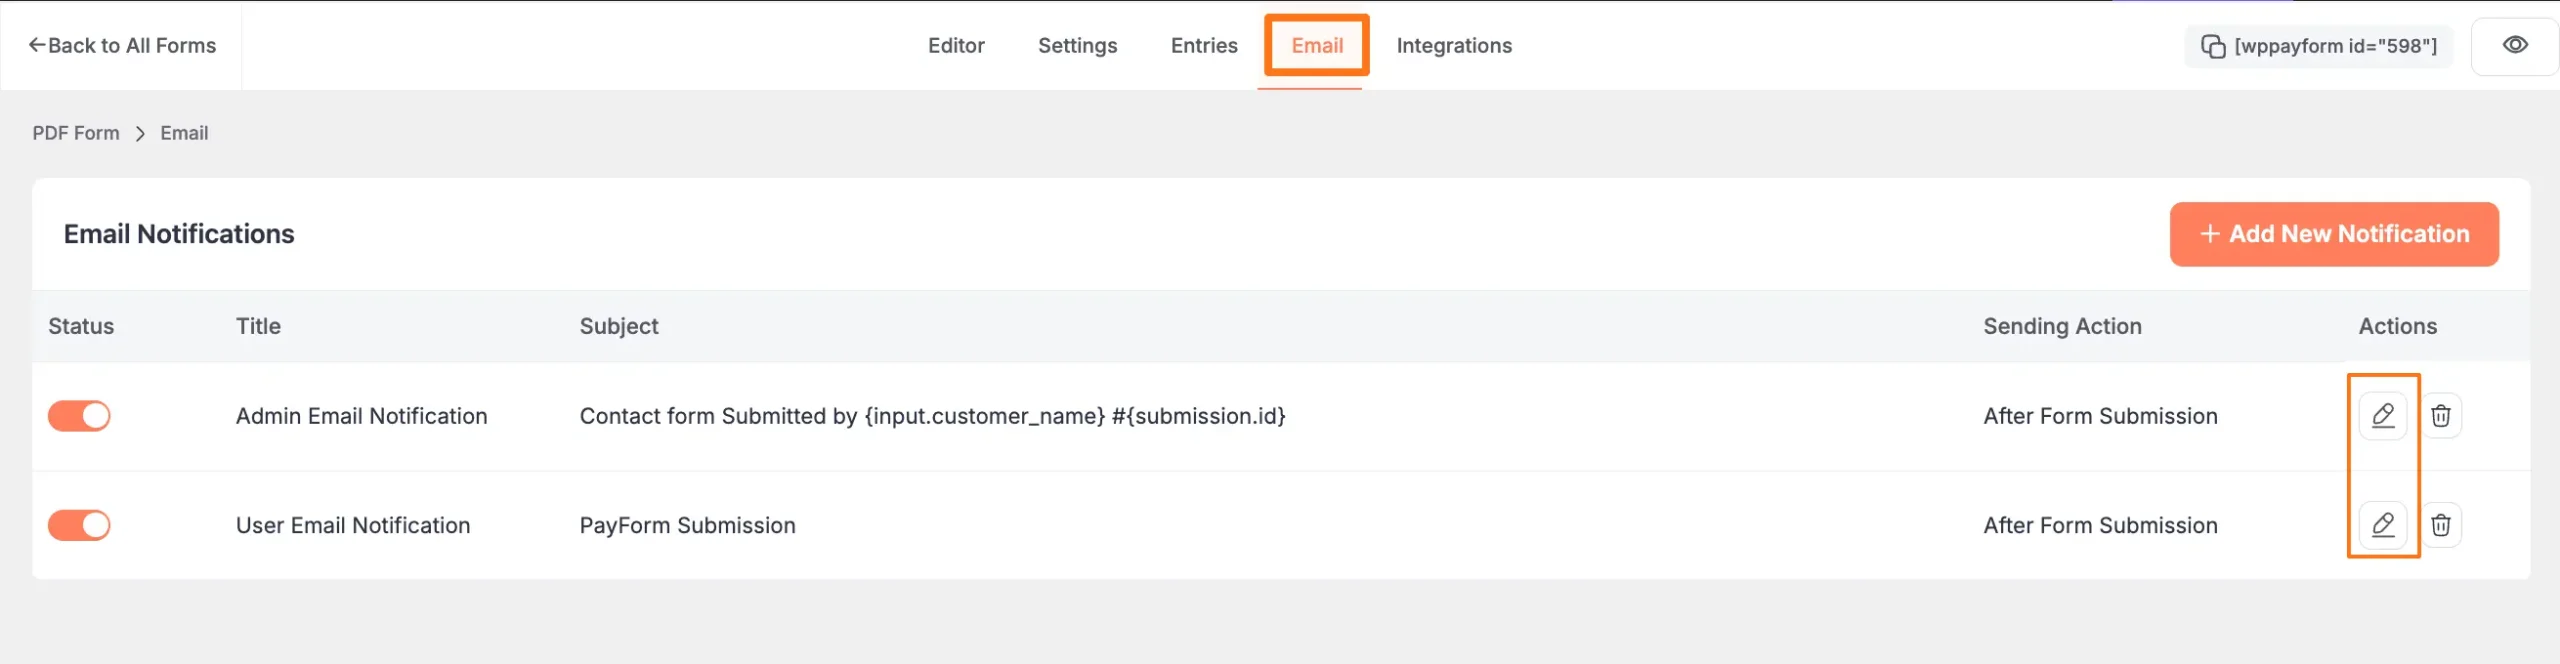 ←Back to All Forms
Editor Settings Entries Email Integrations
[wppayform id="598"]
PDF Form > Email
Email Notifications
+ Add New Notification
Status Title Subject Sending Action Actions
Admin Email Notification Contact form Submitted by {input.customer_name} #{submission.id} After Form Submission
User Email Notification PayForm Submission After Form Submission